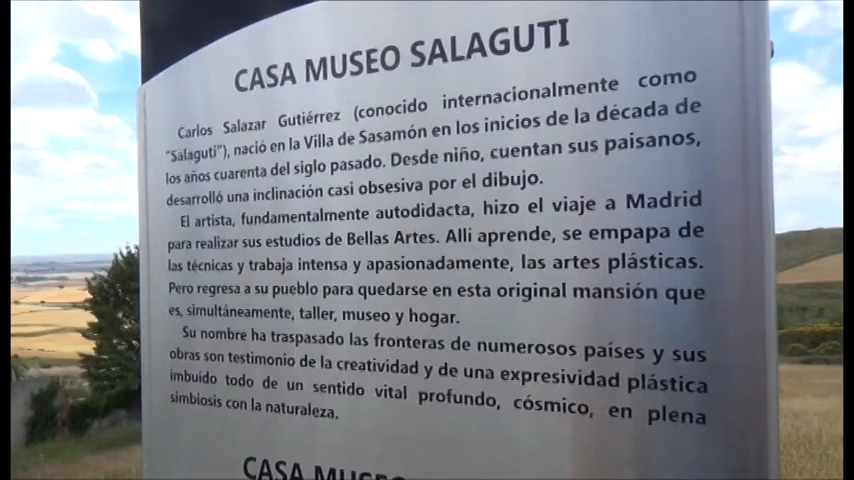 CASA MUSEO SALAGUTI
Carlos Salazar Gutiérrez (conocido internacionalmente como
"Salaguti"), nació en la Villa de Sasamón en los inicios de la década de
los años cuarenta del siglo pasado. Desde niño, cuentan sus paisanos,
desarrolló una inclinación casi obsesiva por el dibujo.
El artista, fundamentalmente autodidacta, hizo el viaje a Madrid
para realizar sus estudios de Bellas Artes. Allí aprende, se empapa de
las técnicas y trabaja intensa y apasionadamente, las artes plásticas.
Pero regresa a su pueblo para quedarse en esta original mansión que
es, simultáneamente, taller, museo y hogar.
Su nombre ha traspasado las fronteras de numerosos países y sus
obras son testimonio de la creatividad y de una expresividad plástica
imbuido todo de un sentido vital profundo, cósmico, en plena
simbiosis con la naturaleza.
CASA MUSEO